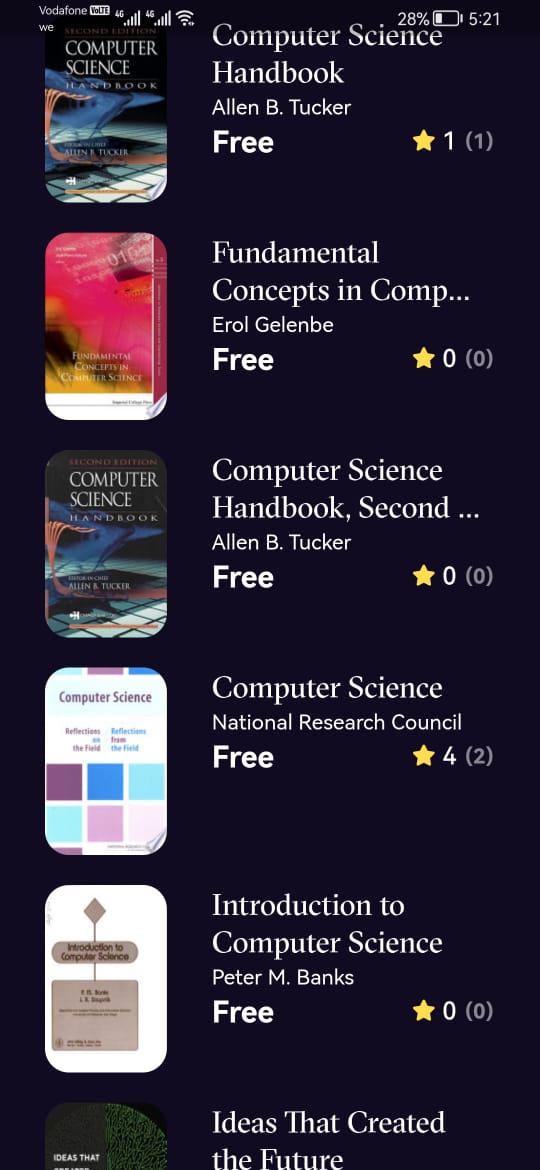 Vodafone VoLTE 4G 4G 28% 5:21
we
SECOND EDITION
COMPUTER
SCIENCE
HANDBOOK
EDITOR-IN-CHIEF
ALLEN B. TUCKER
Computer Science
Handbook
Allen B. Tucker
Free 1 (1)
FUNDAMENTAL
CONCEPTS IN
COMPUTER SCIENCE
Imperial College Press
Fundamental
Concepts in Comp...
Erol Gelenbe
Free 0 (0)
SECOND EDITION
COMPUTER
SCIENCE
HANDBOOK
EDITOR-IN-CHIEF
ALLEN B. TUCKER
Computer Science
Handbook, Second ...
Allen B. Tucker
Free 0 (0)
Computer Science
Reflections on the Field
Reflections from the Field
Computer Science
National Research Council
Free 4 (2)
Introduction to
Computer Science
Introduction to
Computer Science
Peter M. Banks
Free 0 (0)
IDEAS THAT
CREATED
Ideas That Created
the Future